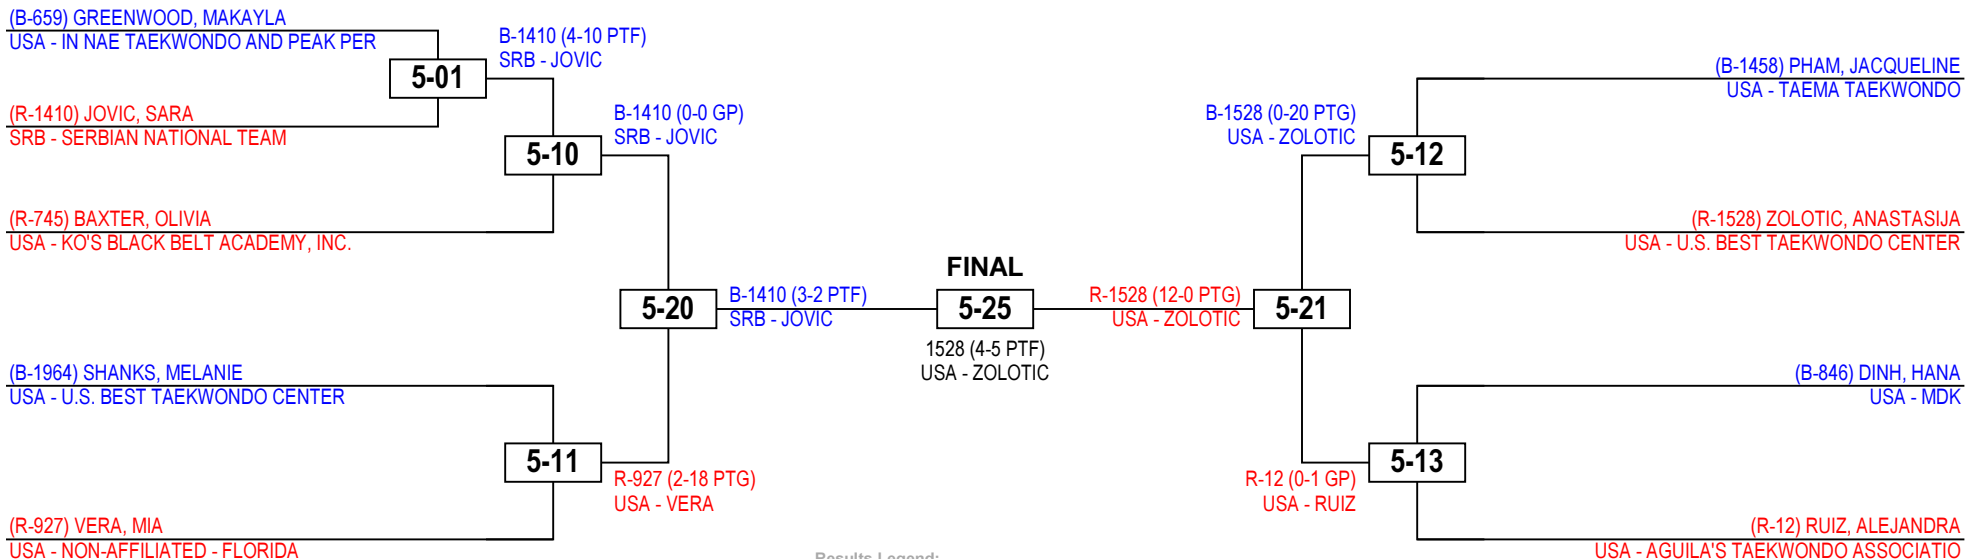 (B-659) GREENWOOD, MAKAYLA
USA - IN NAE TAEKWONDO AND PEAK PER
5-01
(R-1410) JOVIC, SARA
SRB - SERBIAN NATIONAL TEAM
B-1410 (4-10 PTF)
SRB - JOVIC
5-10
(R-745) BAXTER, OLIVIA
USA - KO'S BLACK BELT ACADEMY, INC.
B-1410 (0-0 GP)
SRB - JOVIC
5-20
(B-1964) SHANKS, MELANIE
USA - U.S. BEST TAEKWONDO CENTER
5-11
(R-927) VERA, MIA
USA - NON-AFFILIATED - FLORIDA
R-927 (2-18 PTG)
USA - VERA
B-1410 (3-2 PTF)
SRB - JOVIC
FINAL
5-25
1528 (4-5 PTF)
USA - ZOLOTIC
R-1528 (12-0 PTG)
USA - ZOLOTIC
5-21
B-1528 (0-20 PTG)
USA - ZOLOTIC
5-12
(B-1458) PHAM, JACQUELINE
USA - TAEMA TAEKWONDO
(R-1528) ZOLOTIC, ANASTASIJA
USA - U.S. BEST TAEKWONDO CENTER
R-12 (0-1 GP)
USA - RUIZ
5-13
(B-846) DINH, HANA
USA - MDK
(R-12) RUIZ, ALEJANDRA
USA - AGUILA'S TAEKWONDO ASSOCIATIO
Results Legend: